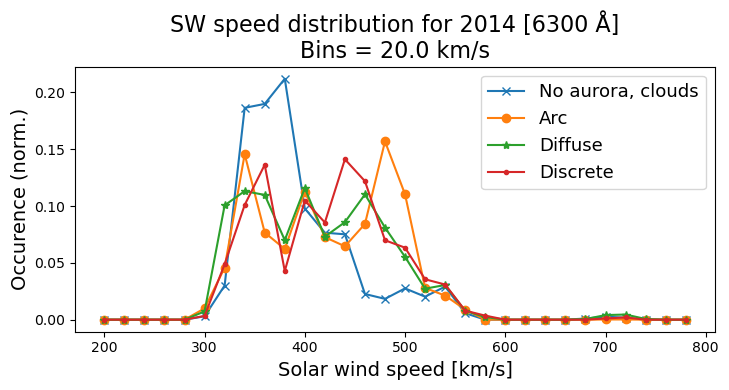 SW speed distribution for 2014 [6300 Å]
Bins = 20.0 km/s
Occurence (norm.)
0.20
0.15
0.10
0.05
0.00
No aurora, clouds
Arc
Diffuse
Discrete
200 300 400 500 600 700 800
Solar wind speed [km/s]